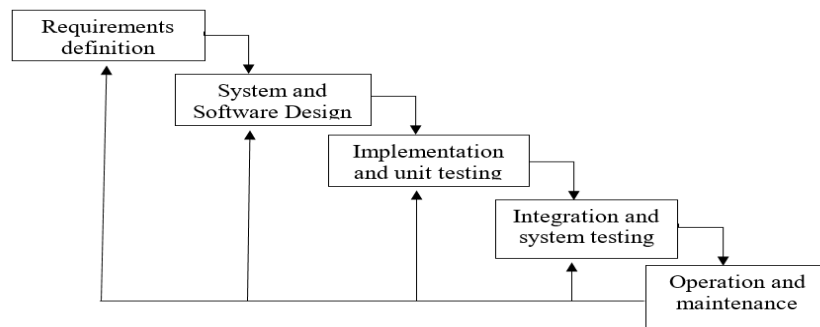 Requirements
definition
System and
Software Design
Implementation
and unit testing
Integration and
system testing
Operation and
maintenance